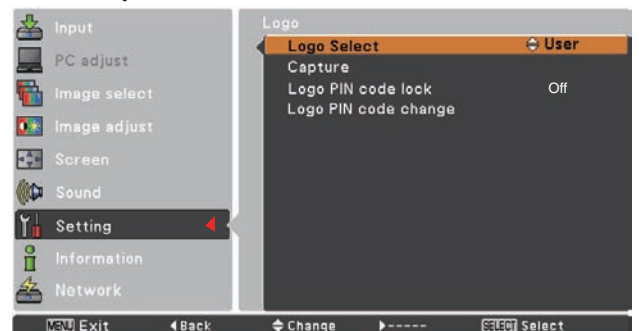 Input
PC adjust
Image select
Image adjust
Screen
Sound
Setting
Information
Network
Logo
Logo Select User
Capture
Logo PIN code lock Off
Logo PIN code change
MENU Exit Back Change ----- SELECT Select